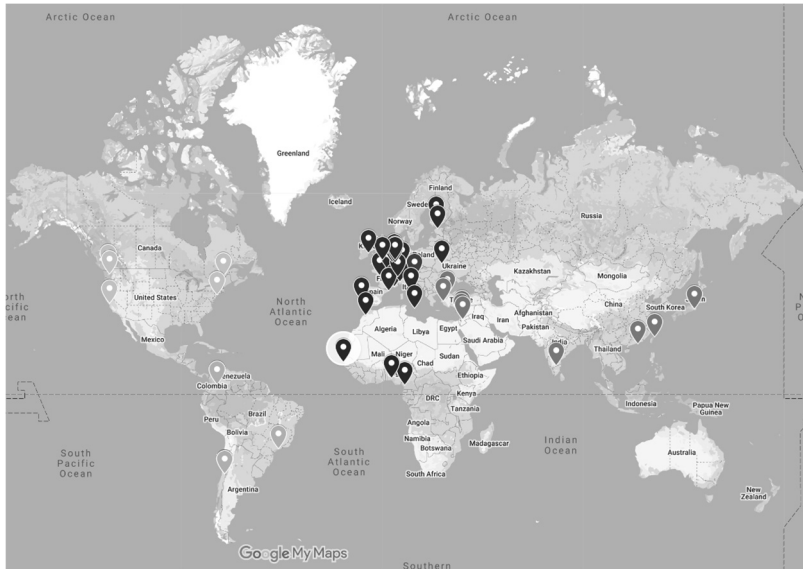 Arctic Ocean
Arctic Ocean
Greenland
Iceland
Finland
Norway
Russia
Canada
Ukraine
North
Atlantic
Ocean
United States
Kazakhstan
Mongolia
China
South Korea
Afghanistan
Iraq
Iran
Pakistan
Mexico
Algeria
Libya
Egypt
Saudi Arabia
India
Thailand
Mali
Niger
Chad
Sudan
Ethiopia
Colombia
DRC
Kenya
Tanzania
Indonesia
Papua New
Guinea
Peru
Brazil
Bolivia
Angola
Namibia
Botswana
Madagascar
South
Pacific
Ocean
South
Atlantic
Ocean
Indian
Ocean
Australia
South Africa
Argentina
New
Zealand
Google My Maps
Southern